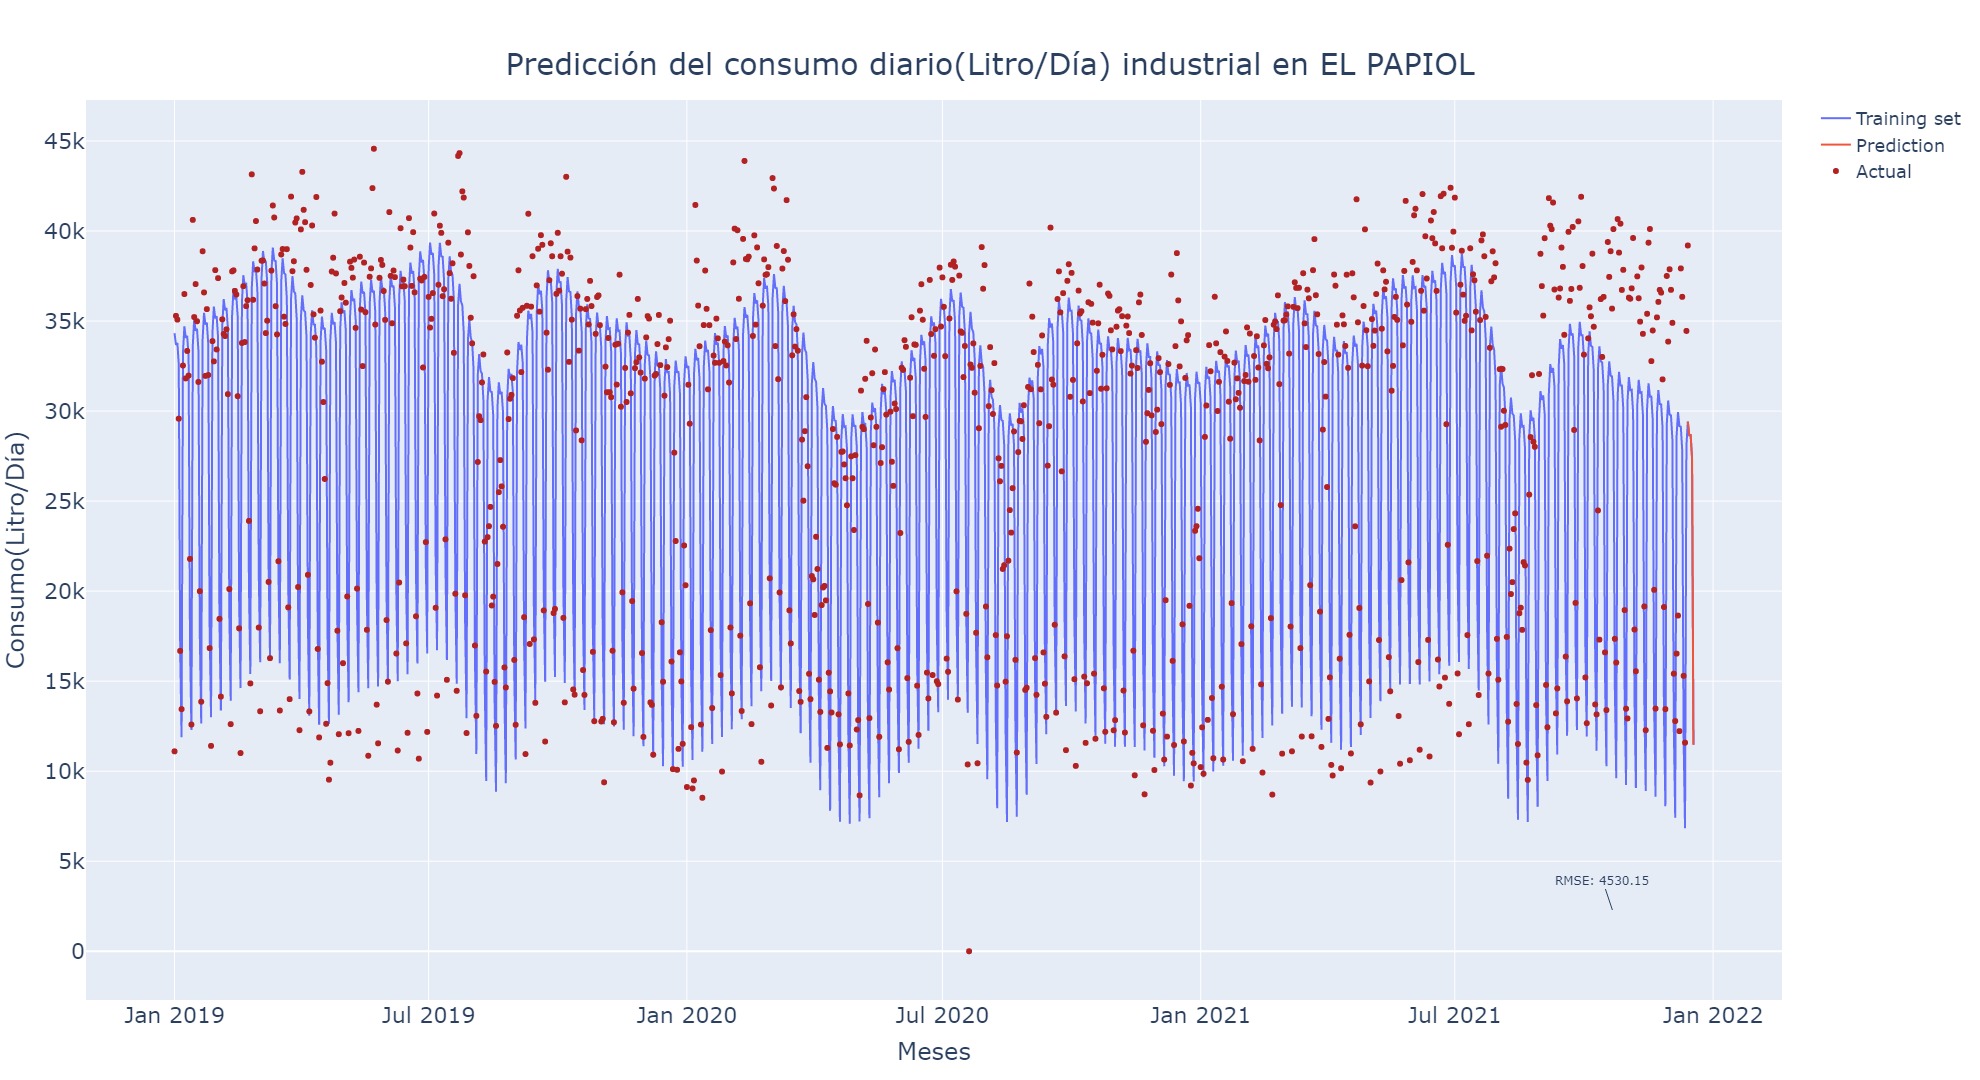 Predicción del consumo diario(Litro/Día) industrial en EL PAPIOL
Training set
Prediction
Actual
45k
40k
35k
30k
25k
20k
15k
10k
5k
0
Consumo(Litro/Día)
RMSE: 4530.15
Jan 2019
Jul 2019
Jan 2020
Jul 2020
Jan 2021
Jul 2021
Jan 2022
Meses